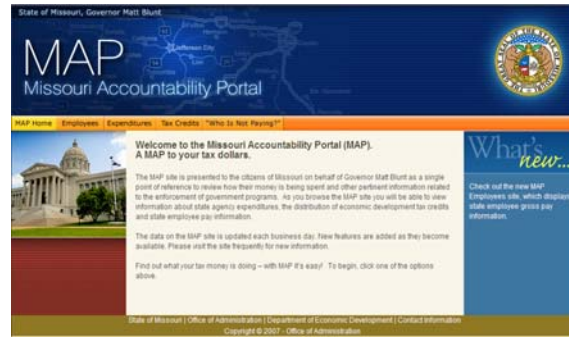 State of Missouri, Governor Matt Blunt
MAP
Missouri Accountability Portal
Jefferson City
MAP Home Employees Expenditures Tax Credits "Who Is Not Paying?"
Welcome to the Missouri Accountability Portal (MAP).
A MAP to your tax dollars.
The MAP site is presented to the citizens of Missouri on behalf of Governor Matt Blunt as a single
point of reference to review how their money is being spent and other pertinent information related
to the enforcement of government programs. As you browse the MAP site you will be able to view
information about state agency expenditures, the distribution of economic development tax credits
and state employee pay information.
The data on the MAP site is updated each business day. New features are added as they become
available. Please visit the site frequently for new information.
Find out what your tax money is doing – with MAP it's easy! To begin, click one of the options
above.
What's
new...
Check out the new MAP
Employees site, which displays
state employee gross pay
information.
State of Missouri | Office of Administration | Department of Economic Development | Contact Information
Copyright © 2007 - Office of Administration